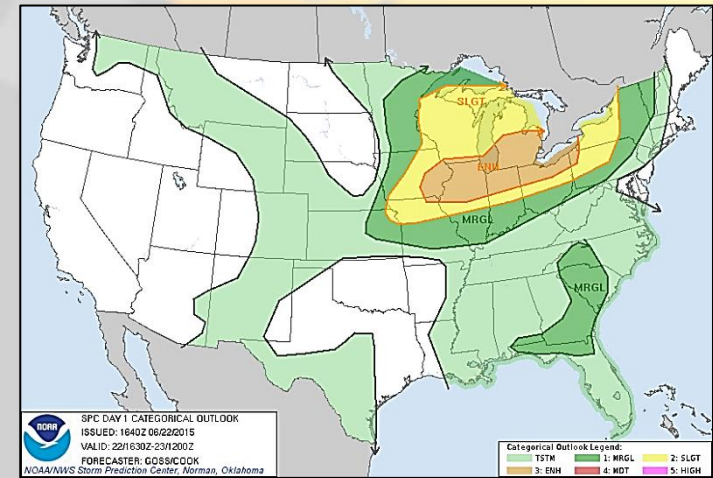 SLGT
ENH
MRGL
MRGL
SPC DAY 1 CATEGORICAL OUTLOOK
ISSUED: 1640Z 06/22/2015
VALID: 22/1630Z-23/1200Z
FORECASTER: GOSS/COOK
NOAA/NWS Storm Prediction Center, Norman, Oklahoma
NOAA
Categorical Outlook Legend:
TSTM 1: MRGL 2: SLGT
3: ENH 4: MDT 5: HIGH